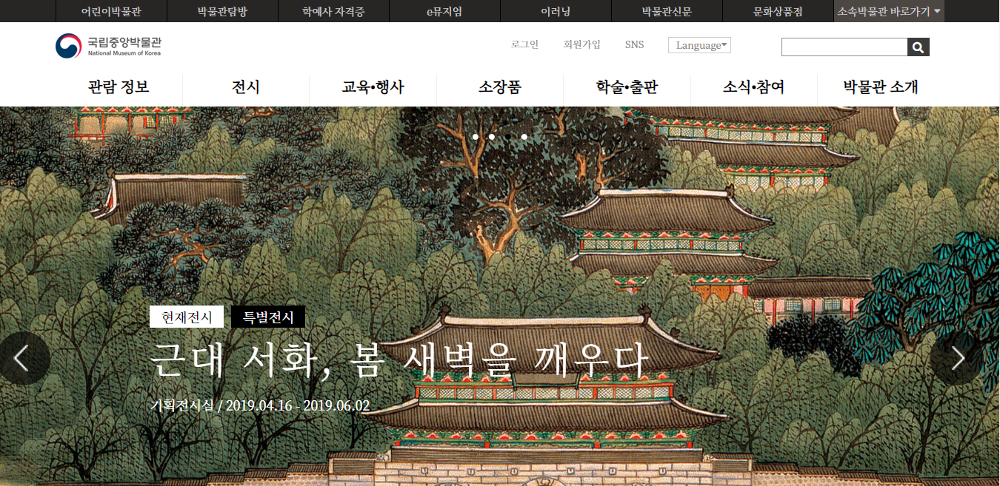 어린이박물관 박물관탐방 학예사 자격증 e뮤지엄 이러닝 박물관신문 문화상품점 소속박물관 바로가기
국립중앙박물관
National Museum of Korea
로그인 회원가입 SNS Language
관람 정보 전시 교육•행사 소장품 학술•출판 소식•참여 박물관 소개
현재전시 특별전시
근대 서화, 봄 새벽을 깨우다
기획전시실 / 2019.04.16 - 2019.06.02